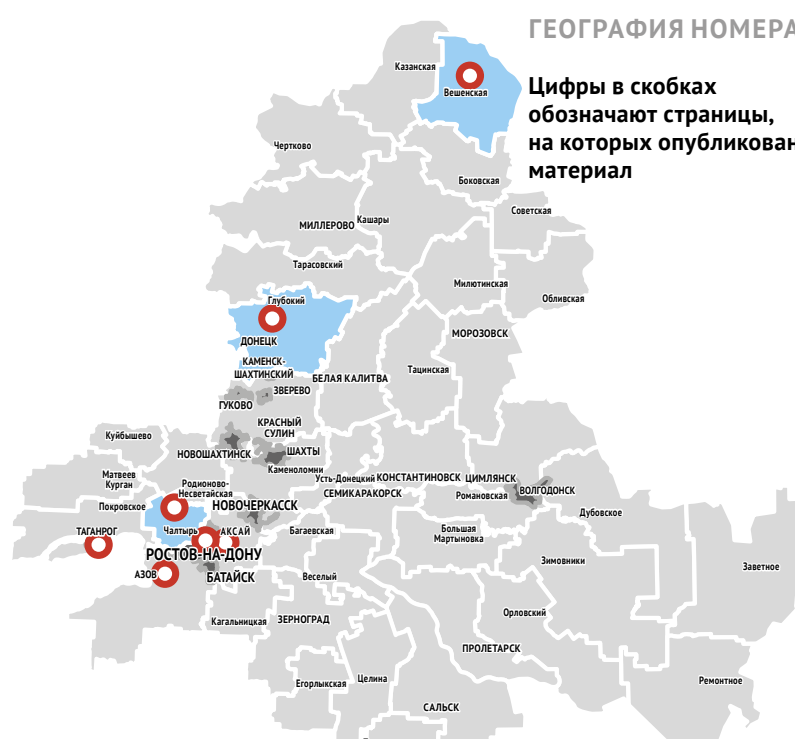 ГЕОГРАФИЯ НОМЕРА
Цифры в скобках
обозначают страницы,
на которых опубликован
материал
Казанская
Вешенская
Чертково
Боковская
Советская
МИЛЛЕРОВО
Кашары
Тарасовский
Милютинская
Обливская
Глубокий
МОРОЗОВСК
ДОНЕЦК
КАМЕНСК-
ШАХТИНСКИЙ
Тацинская
БЕЛАЯ КАЛИТВА
ЗВЕРЕВО
ГУКОВО
КРАСНЫЙ
СУЛИН
Куйбышево
НОВОШАХТИНСК
ШАХТЫ
Каменоломни
Матвеев
Курган
Родионово-
Несветайская
Усть-Донецкий
КОНСТАНТИНОВСК
ЦИМЛЯНСК
СЕМИКАРАКОРСК
Романовская
ВОЛГОДОНСК
Покровское
НОВОЧЕРКАССК
Дубовское
ТАГАНРОГ
Чалтырь
АКСАЙ
Багаевская
Большая
Мартыновка
РОСТОВ-НА-ДОНУ
Зимовники
Заветное
АЗОВ
БАТАЙСК
Веселый
Орловский
Кагальницкая
ЗЕРНОГРАД
ПРОЛЕТАРСК
Егорлыкская
Целина
Ремонтное
САЛЬСК